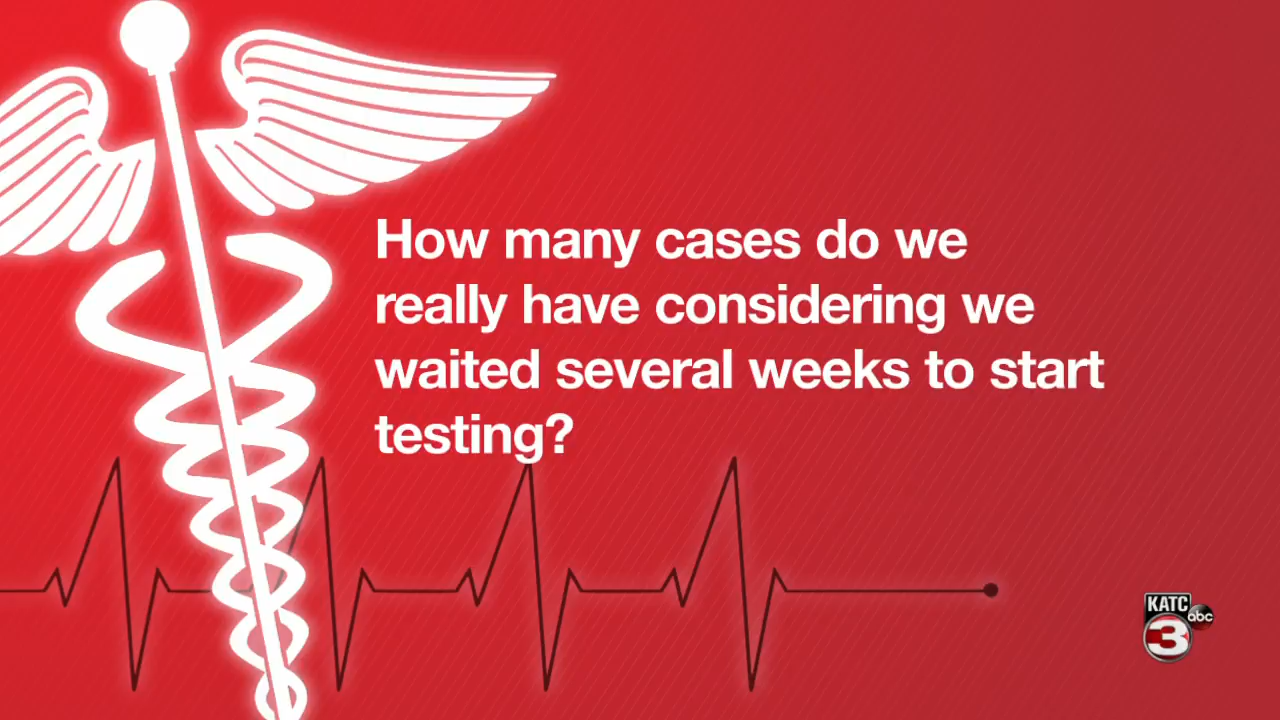 How many cases do we
really have considering we
waited several weeks to start
testing?
KATC
abc
3